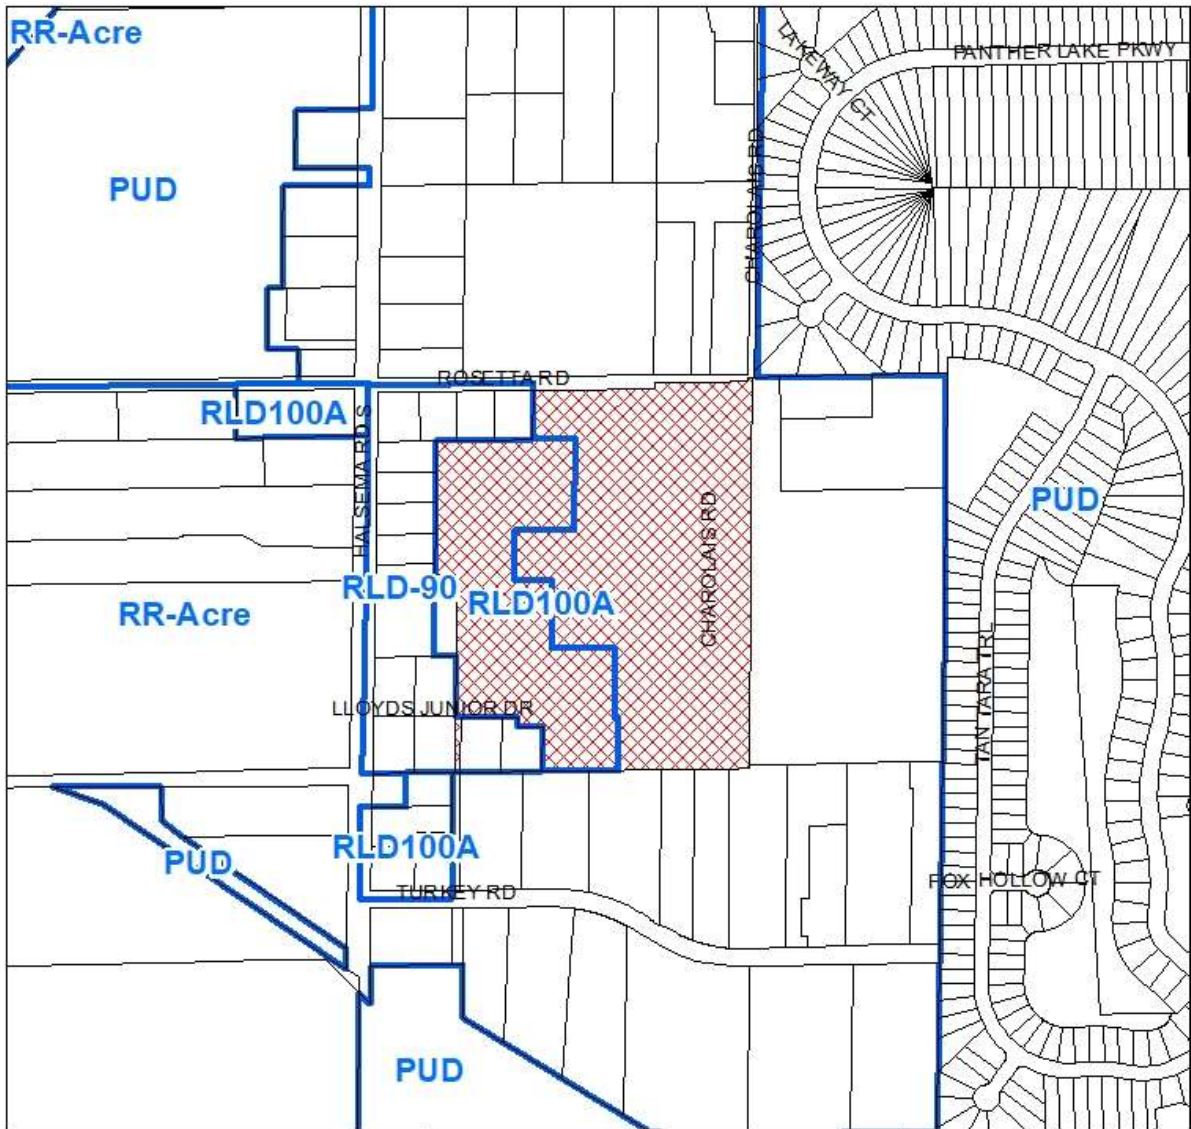 RR-Acre
LAKEWAY CT
PANTHER LAKE PKWY
PUD
CHAROLAIS RD
ROSETTA RD
RLD100A
HALSEMA RD S
PUD
CHAROLAIS RD
RLD-90
RLD100A
RR-Acre
TAN TARA TRL
LLOYDS JUNIOR DR
RLD100A
PUD
FOX HOLLOW CT
TURKEY RD
PUD